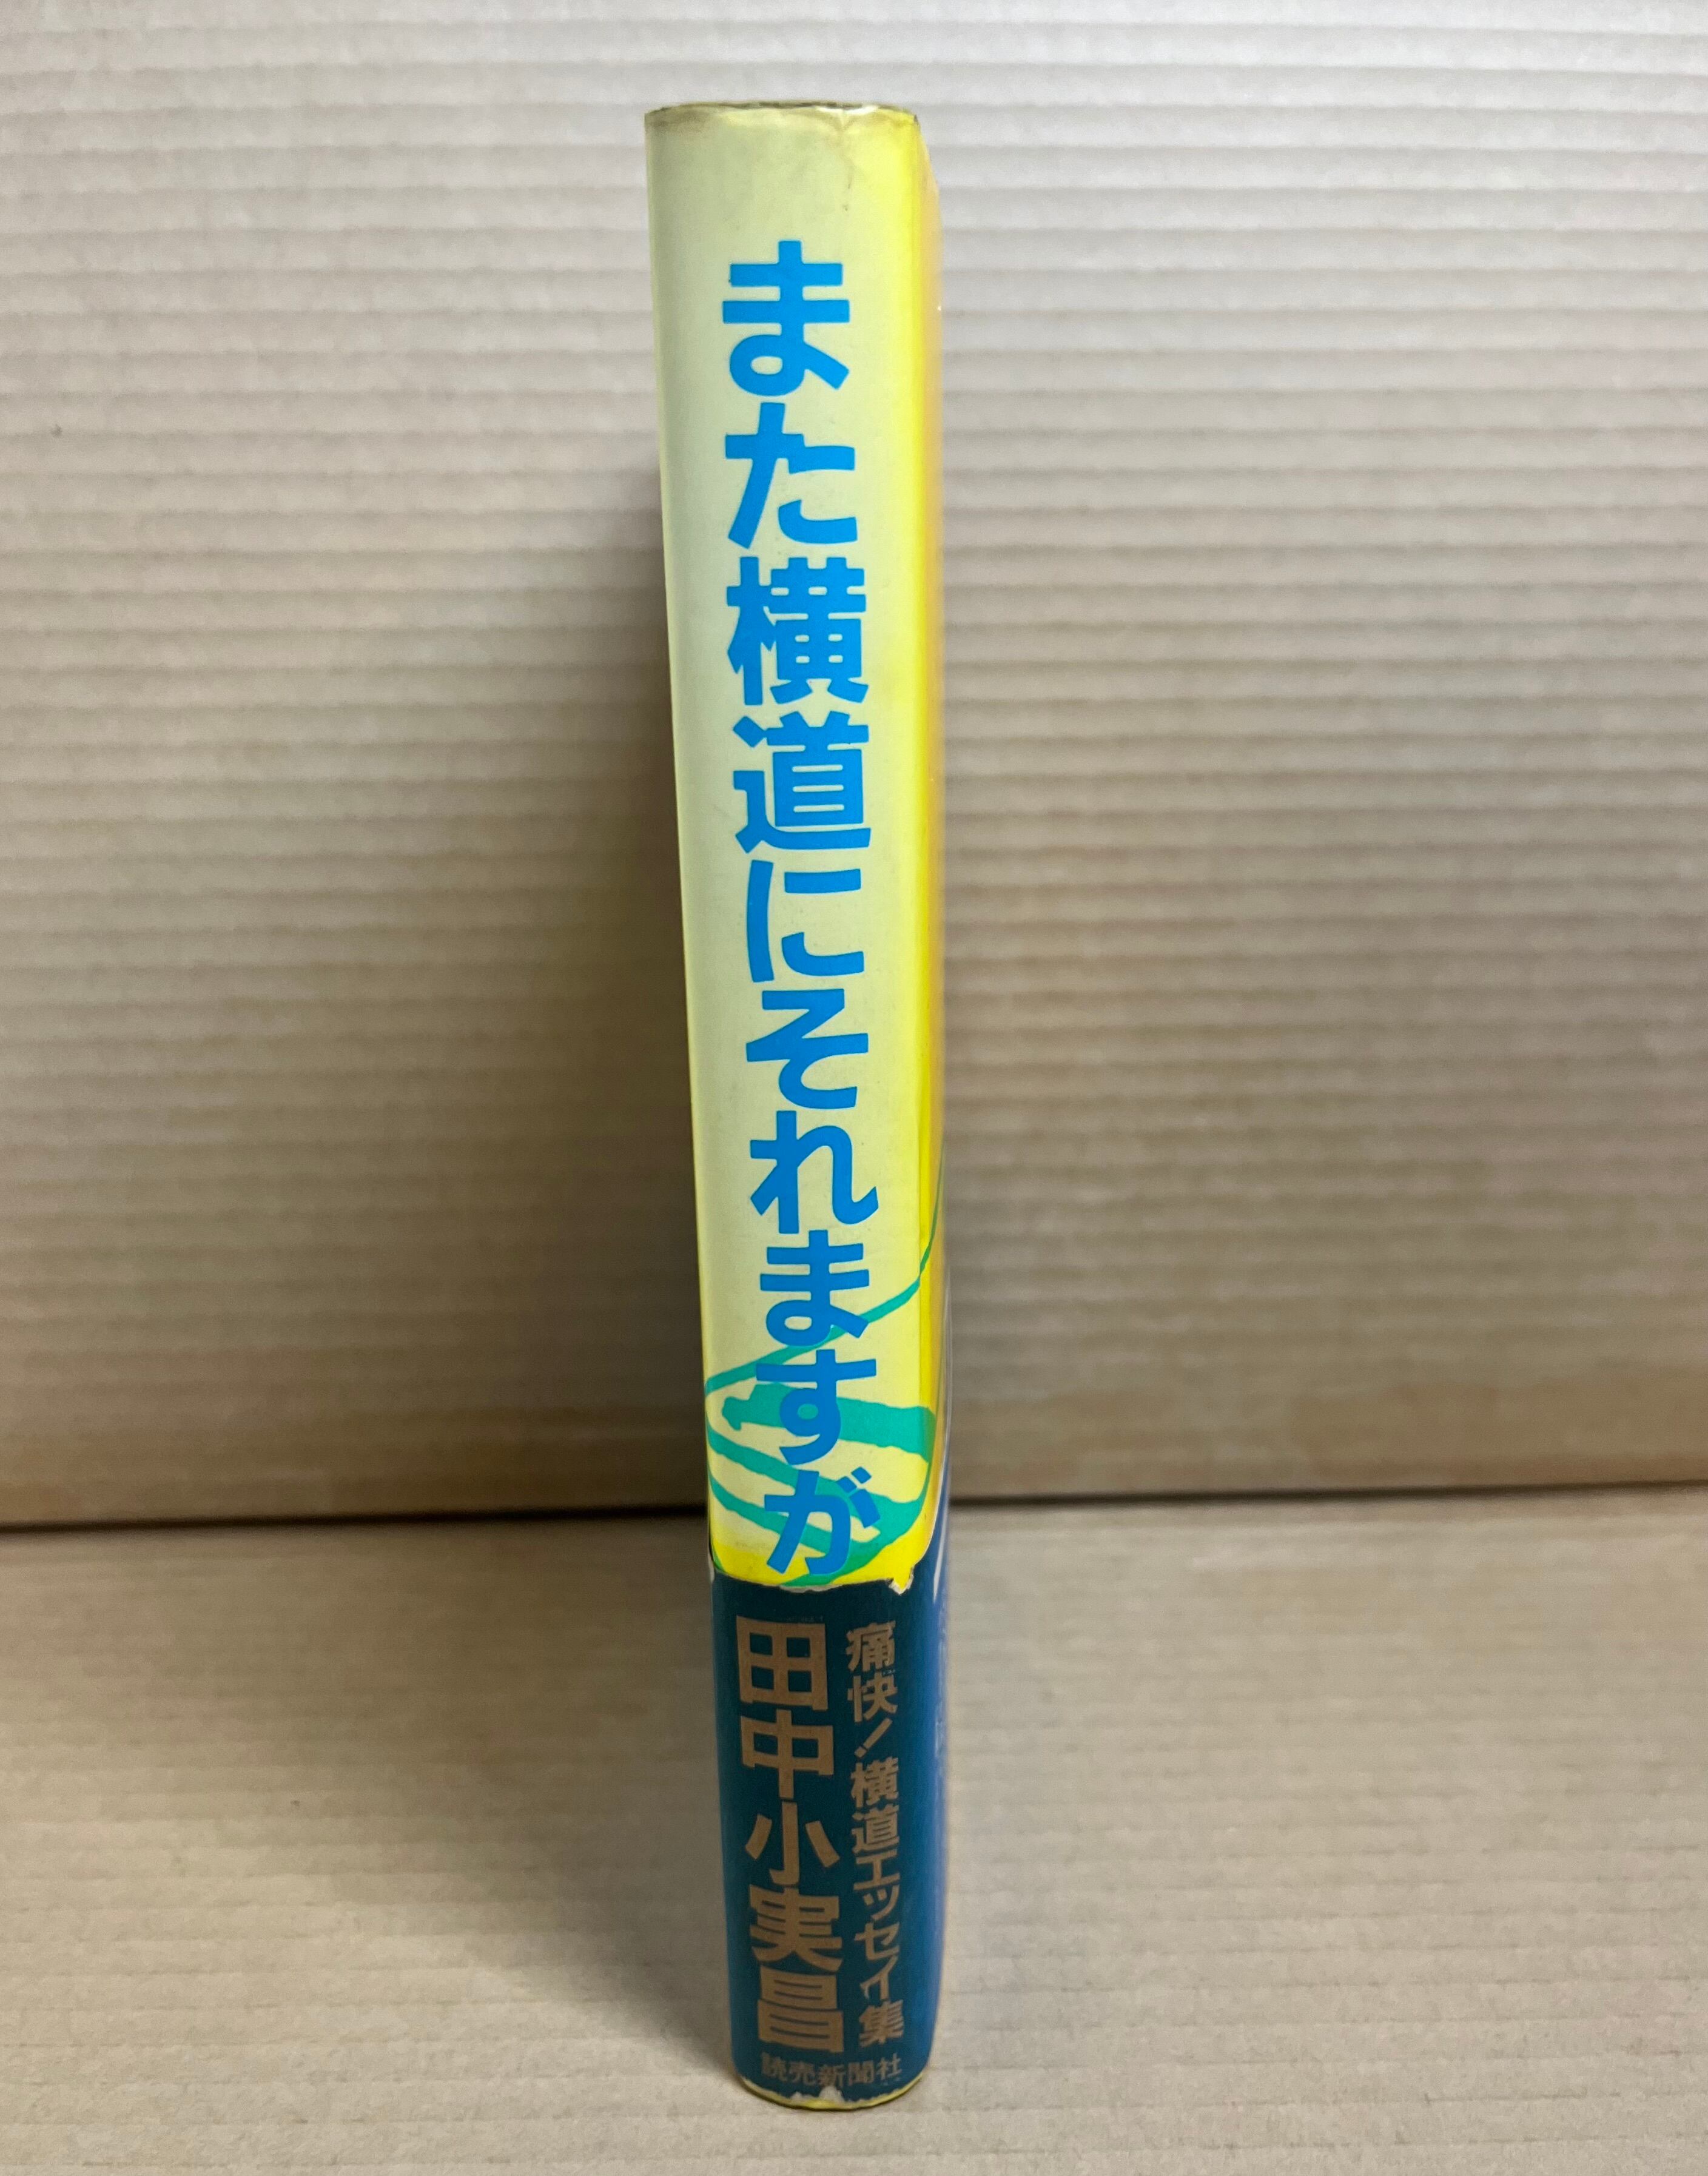 また横道にそれますが
痛快!横道エッセイ集
田中小実昌
読売新聞社